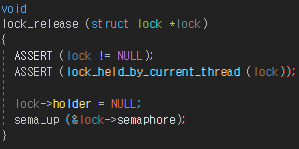 void
lock_release (struct lock *lock)
{
  ASSERT (lock != NULL);
  ASSERT (lock_held_by_current_thread (lock));

  lock->holder = NULL;
  sema_up (&lock->semaphore);
}